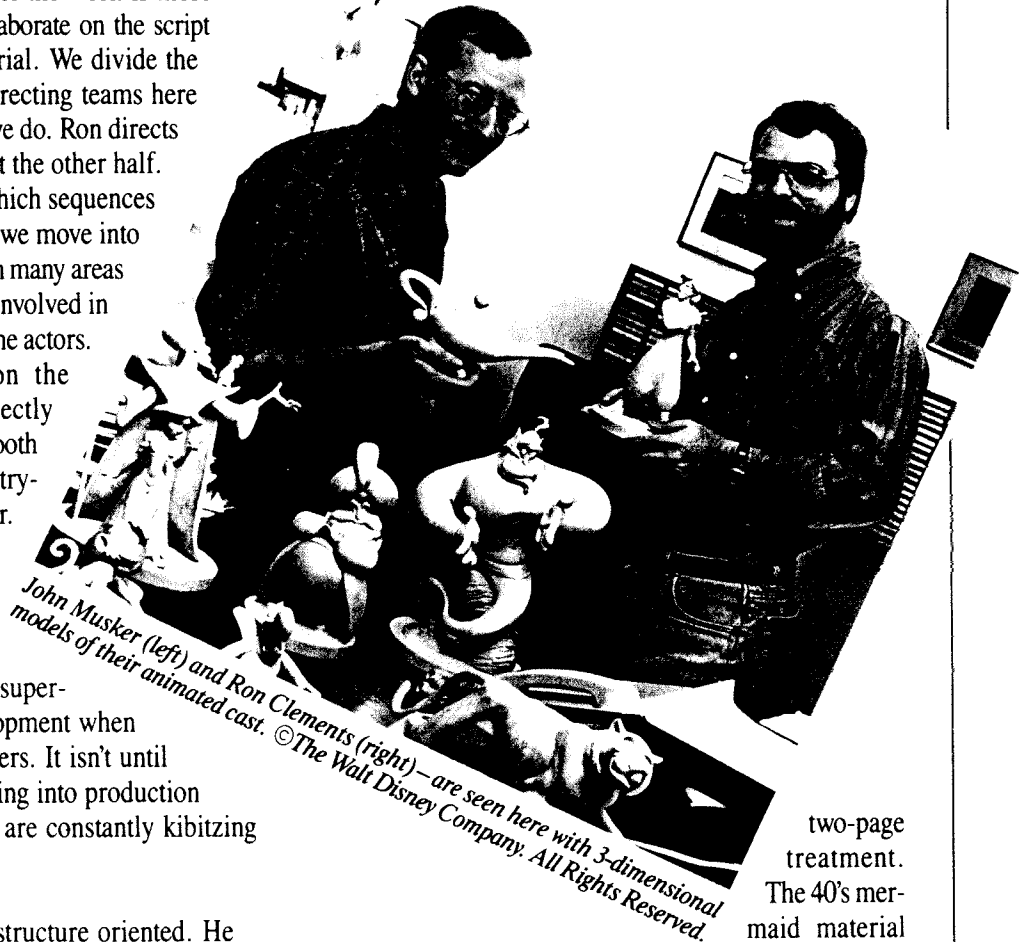 aborate on the script
rial. We divide the
recting teams here
ve do. Ron directs
t the other half.
hich sequences
we move into
n many areas
nvolved in
he actors.
on the
ectly
ooth
try-
r.
John Musker (left) and Ron Clements (right) – are seen here with 3-dimensional
models of their animated cast. ©The Walt Disney Company. All Rights Reserved.
super-
opment when
ers. It isn't until
ing into production
are constantly kibitzing
structure oriented. He
two-page
treatment.
The 40's mer-
maid material